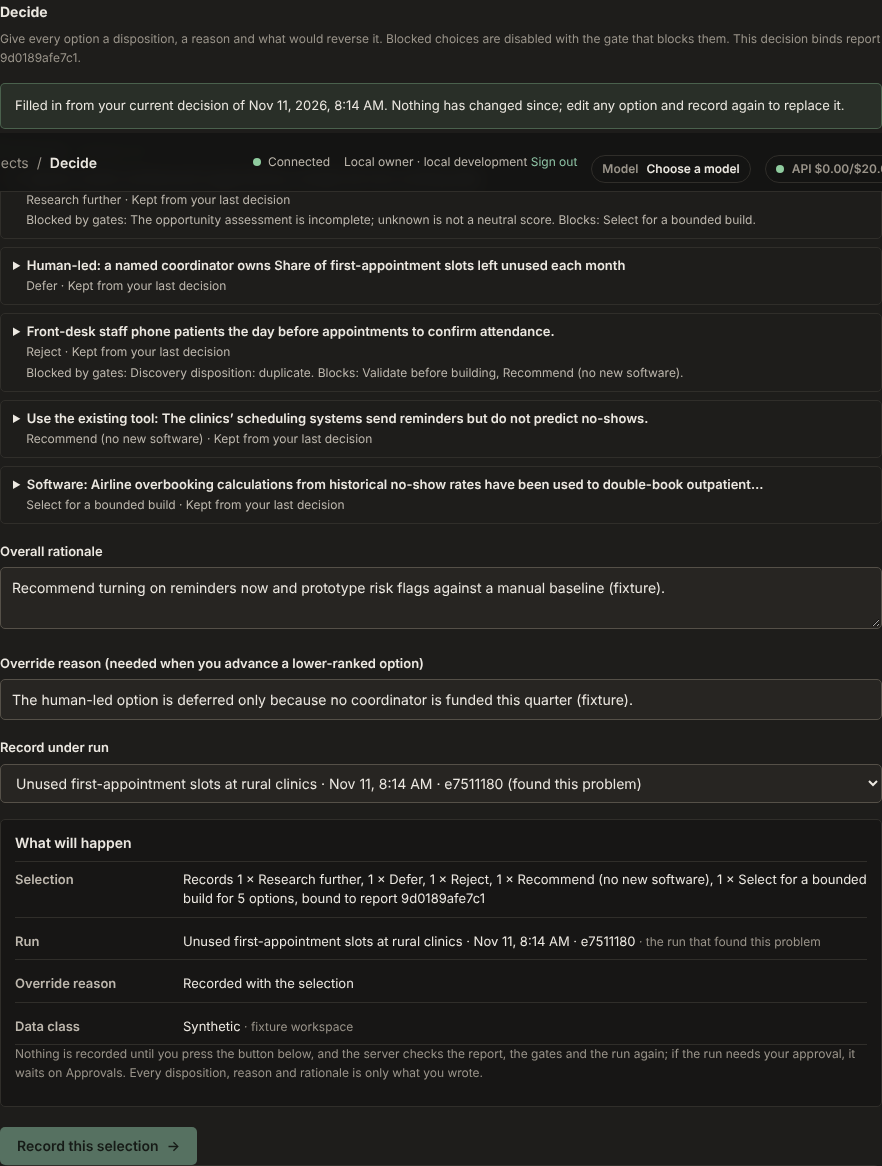 Decide
Give every option a disposition, a reason and what would reverse it. Blocked choices are disabled with the gate that blocks them. This decision binds report
9d0189afe7c1.
Filled in from your current decision of Nov 11, 2026, 8:14 AM. Nothing has changed since; edit any option and record again to replace it.
ects / Decide
Connected Local owner · local development Sign out Model Choose a model API $0.00/$20.
Research further · Kept from your last decision
Blocked by gates: The opportunity assessment is incomplete; unknown is not a neutral score. Blocks: Select for a bounded build.
Human-led: a named coordinator owns Share of first-appointment slots left unused each month
Defer · Kept from your last decision
Front-desk staff phone patients the day before appointments to confirm attendance.
Reject · Kept from your last decision
Blocked by gates: Discovery disposition: duplicate. Blocks: Validate before building, Recommend (no new software).
Use the existing tool: The clinics’ scheduling systems send reminders but do not predict no-shows.
Recommend (no new software) · Kept from your last decision
Software: Airline overbooking calculations from historical no-show rates have been used to double-book outpatient…
Select for a bounded build · Kept from your last decision
Overall rationale
Recommend turning on reminders now and prototype risk flags against a manual baseline (fixture).
Override reason (needed when you advance a lower-ranked option)
The human-led option is deferred only because no coordinator is funded this quarter (fixture).
Record under run
Unused first-appointment slots at rural clinics · Nov 11, 8:14 AM · e7511180 (found this problem)
What will happen
Selection
Records 1 × Research further, 1 × Defer, 1 × Reject, 1 × Recommend (no new software), 1 × Select for a bounded
build for 5 options, bound to report 9d0189afe7c1
Run
Unused first-appointment slots at rural clinics · Nov 11, 8:14 AM · e7511180 · the run that found this problem
Override reason
Recorded with the selection
Data class
Synthetic · fixture workspace
Nothing is recorded until you press the button below, and the server checks the report, the gates and the run again; if the run needs your approval, it
waits on Approvals. Every disposition, reason and rationale is only what you wrote.
Record this selection →